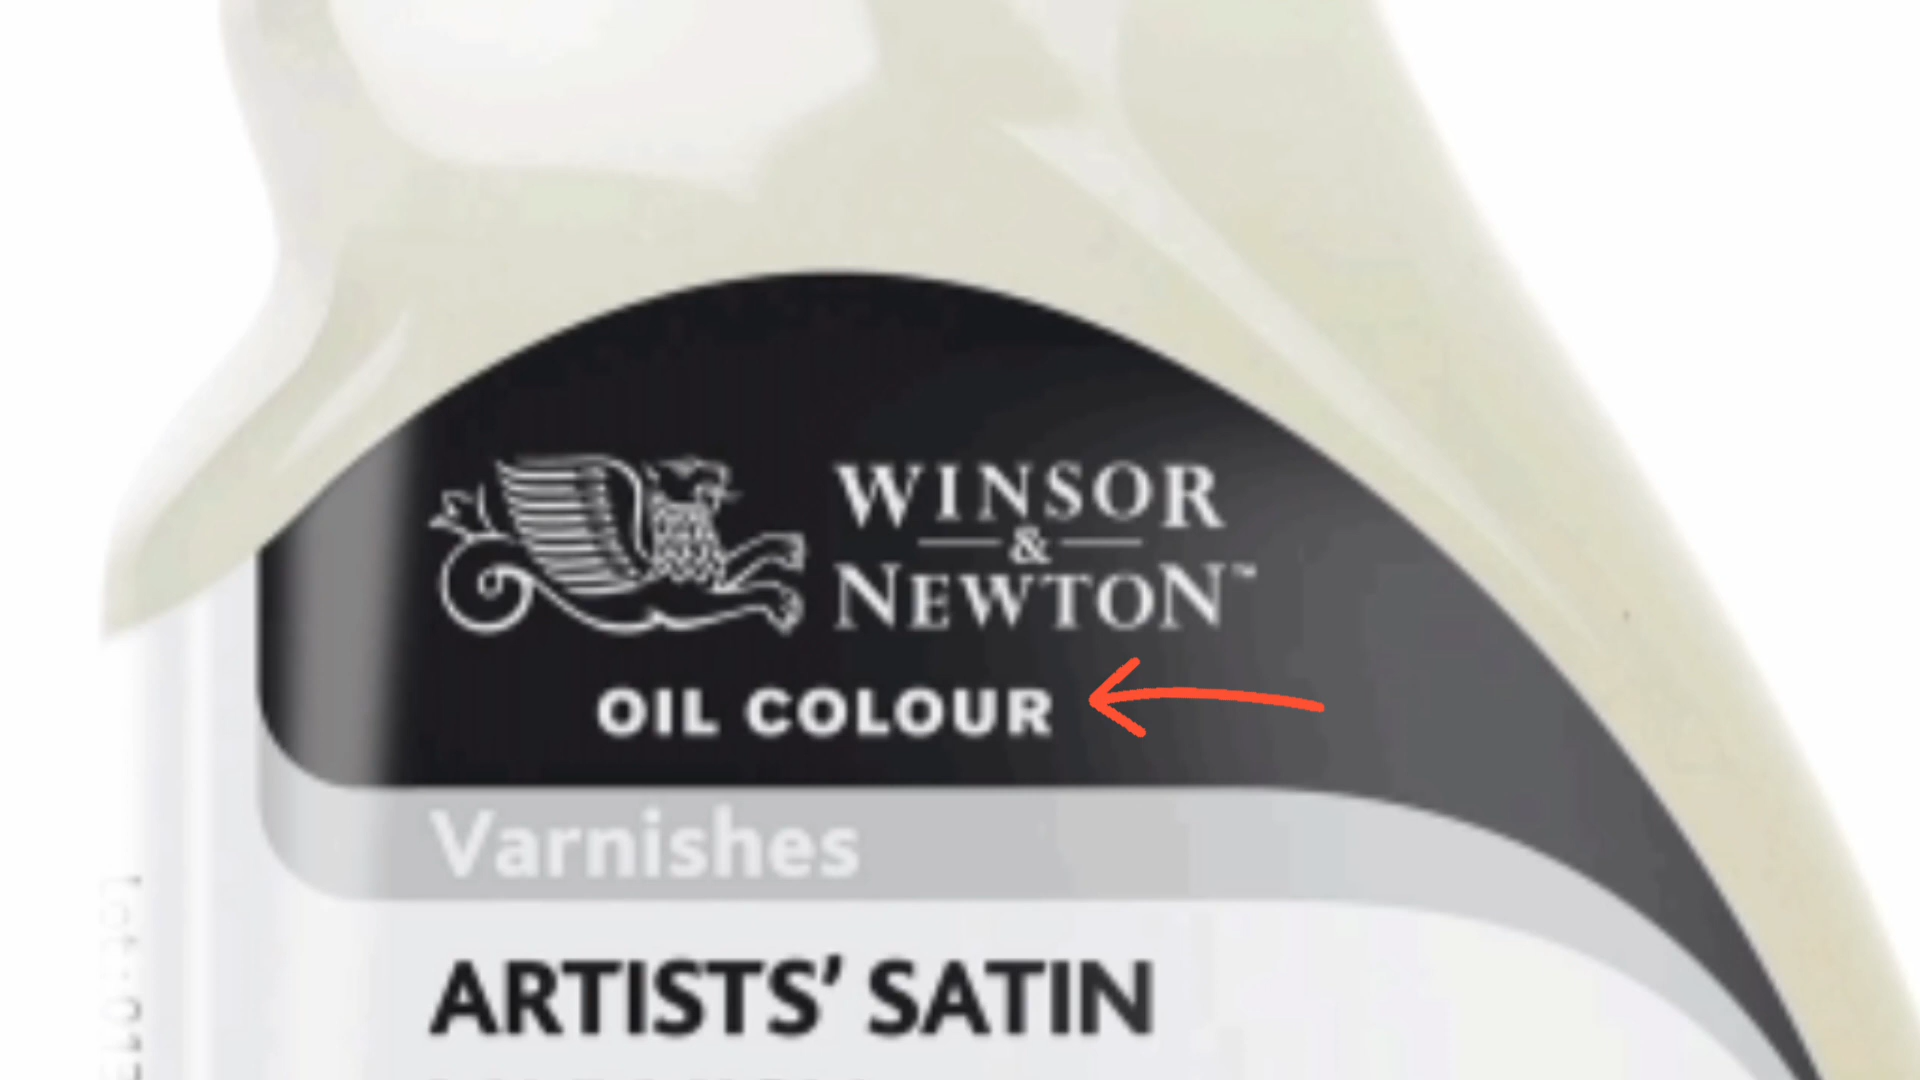 WINSOR
&
NEWTON™
OIL COLOUR
Varnishes
ARTISTS' SATIN